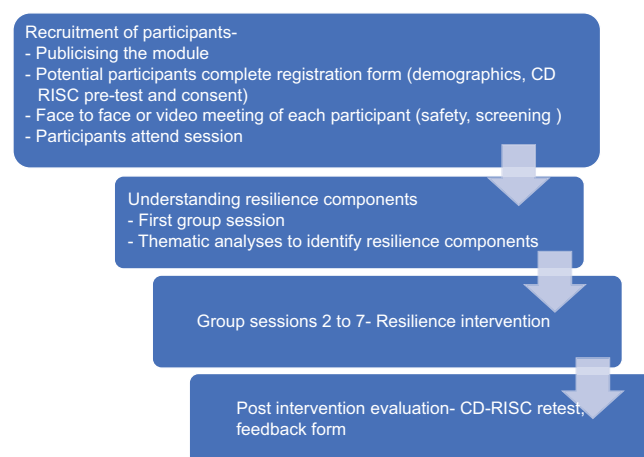 Recruitment of participants-
- Publicising the module
- Potential participants complete registration form (demographics, CD
RISC pre-test and consent)
- Face to face or video meeting of each participant (safety, screening )
- Participants attend session
Understanding resilience components
- First group session
- Thematic analyses to identify resilience components
Group sessions 2 to 7- Resilience intervention
Post intervention evaluation- CD-RISC retest,
feedback form